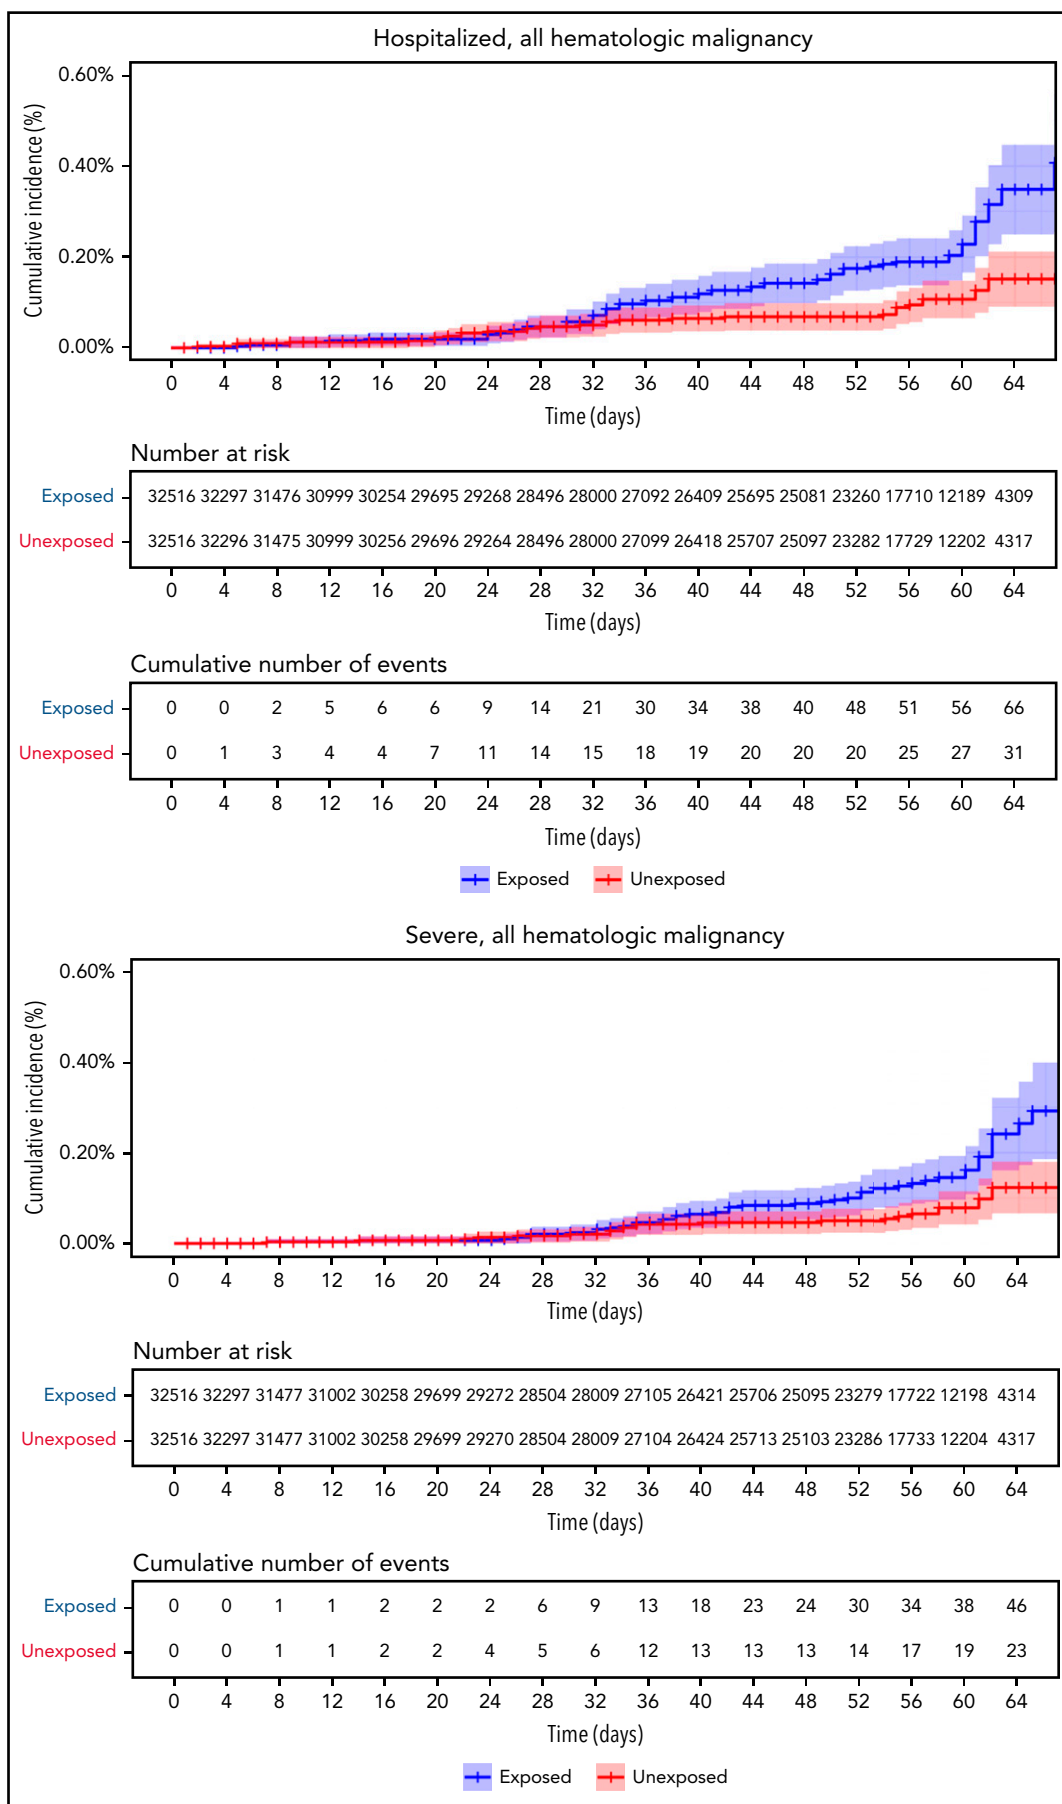 Hospitalized, all hematologic malignancy
Cumulative incidence (%)
0.60%
0.40%
0.20%
0.00%
0 4 8 12 16 20 24 28 32 36 40 44 48 52 56 60 64
Time (days)
Number at risk
Exposed 32516 32297 31476 30999 30254 29695 29268 28496 28000 27092 26409 25695 25081 23260 17710 12189 4309
Unexposed 32516 32296 31475 30999 30256 29696 29264 28496 28000 27099 26418 25707 25097 23282 17729 12202 4317
0 4 8 12 16 20 24 28 32 36 40 44 48 52 56 60 64
Time (days)
Cumulative number of events
Exposed 0 0 2 5 6 6 9 14 21 30 34 38 40 48 51 56 66
Unexposed 0 1 3 4 4 7 11 14 15 18 19 20 20 20 25 27 31
0 4 8 12 16 20 24 28 32 36 40 44 48 52 56 60 64
Time (days)
Exposed Unexposed
Severe, all hematologic malignancy
Cumulative incidence (%)
0.60%
0.40%
0.20%
0.00%
0 4 8 12 16 20 24 28 32 36 40 44 48 52 56 60 64
Time (days)
Number at risk
Exposed 32516 32297 31477 31002 30258 29699 29272 28504 28009 27105 26421 25706 25095 23279 17722 12198 4314
Unexposed 32516 32297 31477 31002 30258 29699 29270 28504 28009 27104 26424 25713 25103 23286 17733 12204 4317
0 4 8 12 16 20 24 28 32 36 40 44 48 52 56 60 64
Time (days)
Cumulative number of events
Exposed 0 0 1 1 2 2 2 6 9 13 18 23 24 30 34 38 46
Unexposed 0 0 1 1 2 2 4 5 6 12 13 13 13 14 17 19 23
0 4 8 12 16 20 24 28 32 36 40 44 48 52 56 60 64
Time (days)
Exposed Unexposed